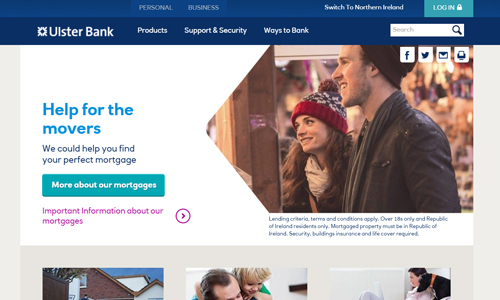 PERSONAL BUSINESS Switch To Northern Ireland LOG IN
Ulster Bank Products Support & Security Ways to Bank Search
Help for the
movers
We could help you find
your perfect mortgage
More about our mortgages
Important Information about our
mortgages
Lending criteria, terms and conditions apply. Over 18s only and Republic
of Ireland residents only. Mortgaged property must be in Republic of
Ireland. Security, buildings insurance and life cover required.